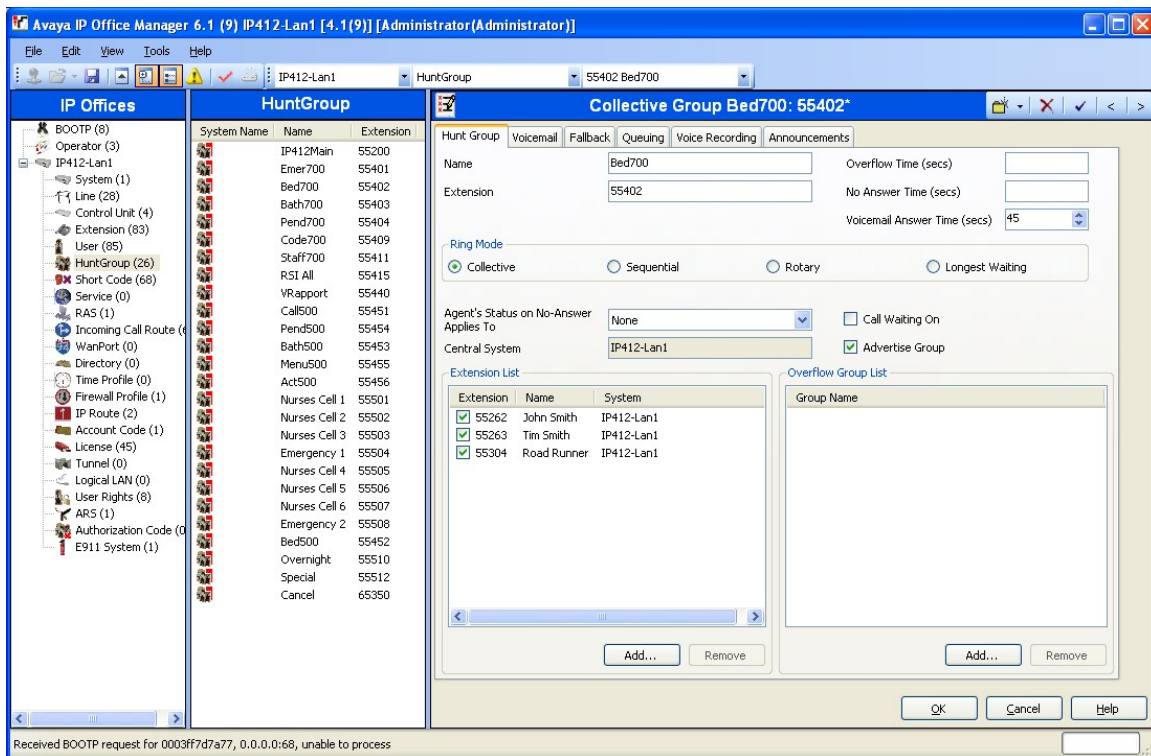 Avaya IP Office Manager 6.1 (9) IP412-Lan1 [4.1(9)] [Administrator(Administrator)]
File Edit View Tools Help
IP412-Lan1 HuntGroup 55402 Bed700
IP Offices
BOOTP (8)
Operator (3)
IP412-Lan1
System (1)
Line (28)
Control Unit (4)
Extension (83)
User (85)
HuntGroup (26)
Short Code (68)
Service (0)
RAS (1)
Incoming Call Route (
WanPort (0)
Directory (0)
Time Profile (0)
Firewall Profile (1)
IP Route (2)
Account Code (1)
License (45)
Tunnel (0)
Logical LAN (0)
User Rights (8)
ARS (1)
Authorization Code (0
E911 System (1)
HuntGroup
System Name Name Extension
IP412Main 55200
Emer700 55401
Bed700 55402
Bath700 55403
Pend700 55404
Code700 55409
Staff700 55411
RSI All 55415
VRapport 55440
Call500 55451
Pend500 55454
Bath500 55453
Menu500 55455
Act500 55456
Nurses Cell 1 55501
Nurses Cell 2 55502
Nurses Cell 3 55503
Emergency 1 55504
Nurses Cell 4 55505
Nurses Cell 5 55506
Nurses Cell 6 55507
Emergency 2 55508
Bed500 55452
Overnight 55510
Special 55512
Cancel 65350
Collective Group Bed700: 55402*
Hunt Group Voicemail Fallback Queuing Voice Recording Announcements
Name Bed700 Overflow Time (secs)
Extension 55402 No Answer Time (secs)
Voicemail Answer Time (secs) 45
Ring Mode
Collective Sequential Rotary Longest Waiting
Agent's Status on No-Answer
Applies To None Call Waiting On
Central System IP412-Lan1 Advertise Group
Extension List
Extension Name System
55262 John Smith IP412-Lan1
55263 Tim Smith IP412-Lan1
55304 Road Runner IP412-Lan1
Add... Remove
Overflow Group List
Group Name
Add... Remove
OK Cancel Help
Received BOOTP request for 0003ff7d7a77, 0.0.0.0:68, unable to process